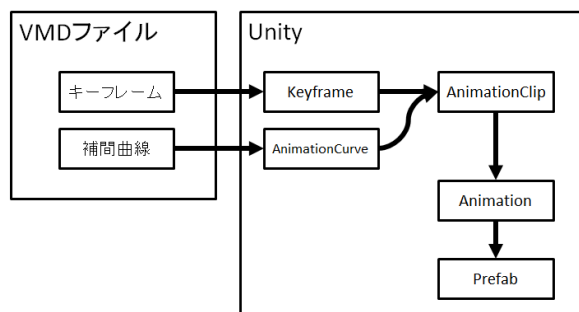 VMDファイル
キーフレーム
補間曲線
Unity
Keyframe
AnimationClip
AnimationCurve
Animation
Prefab